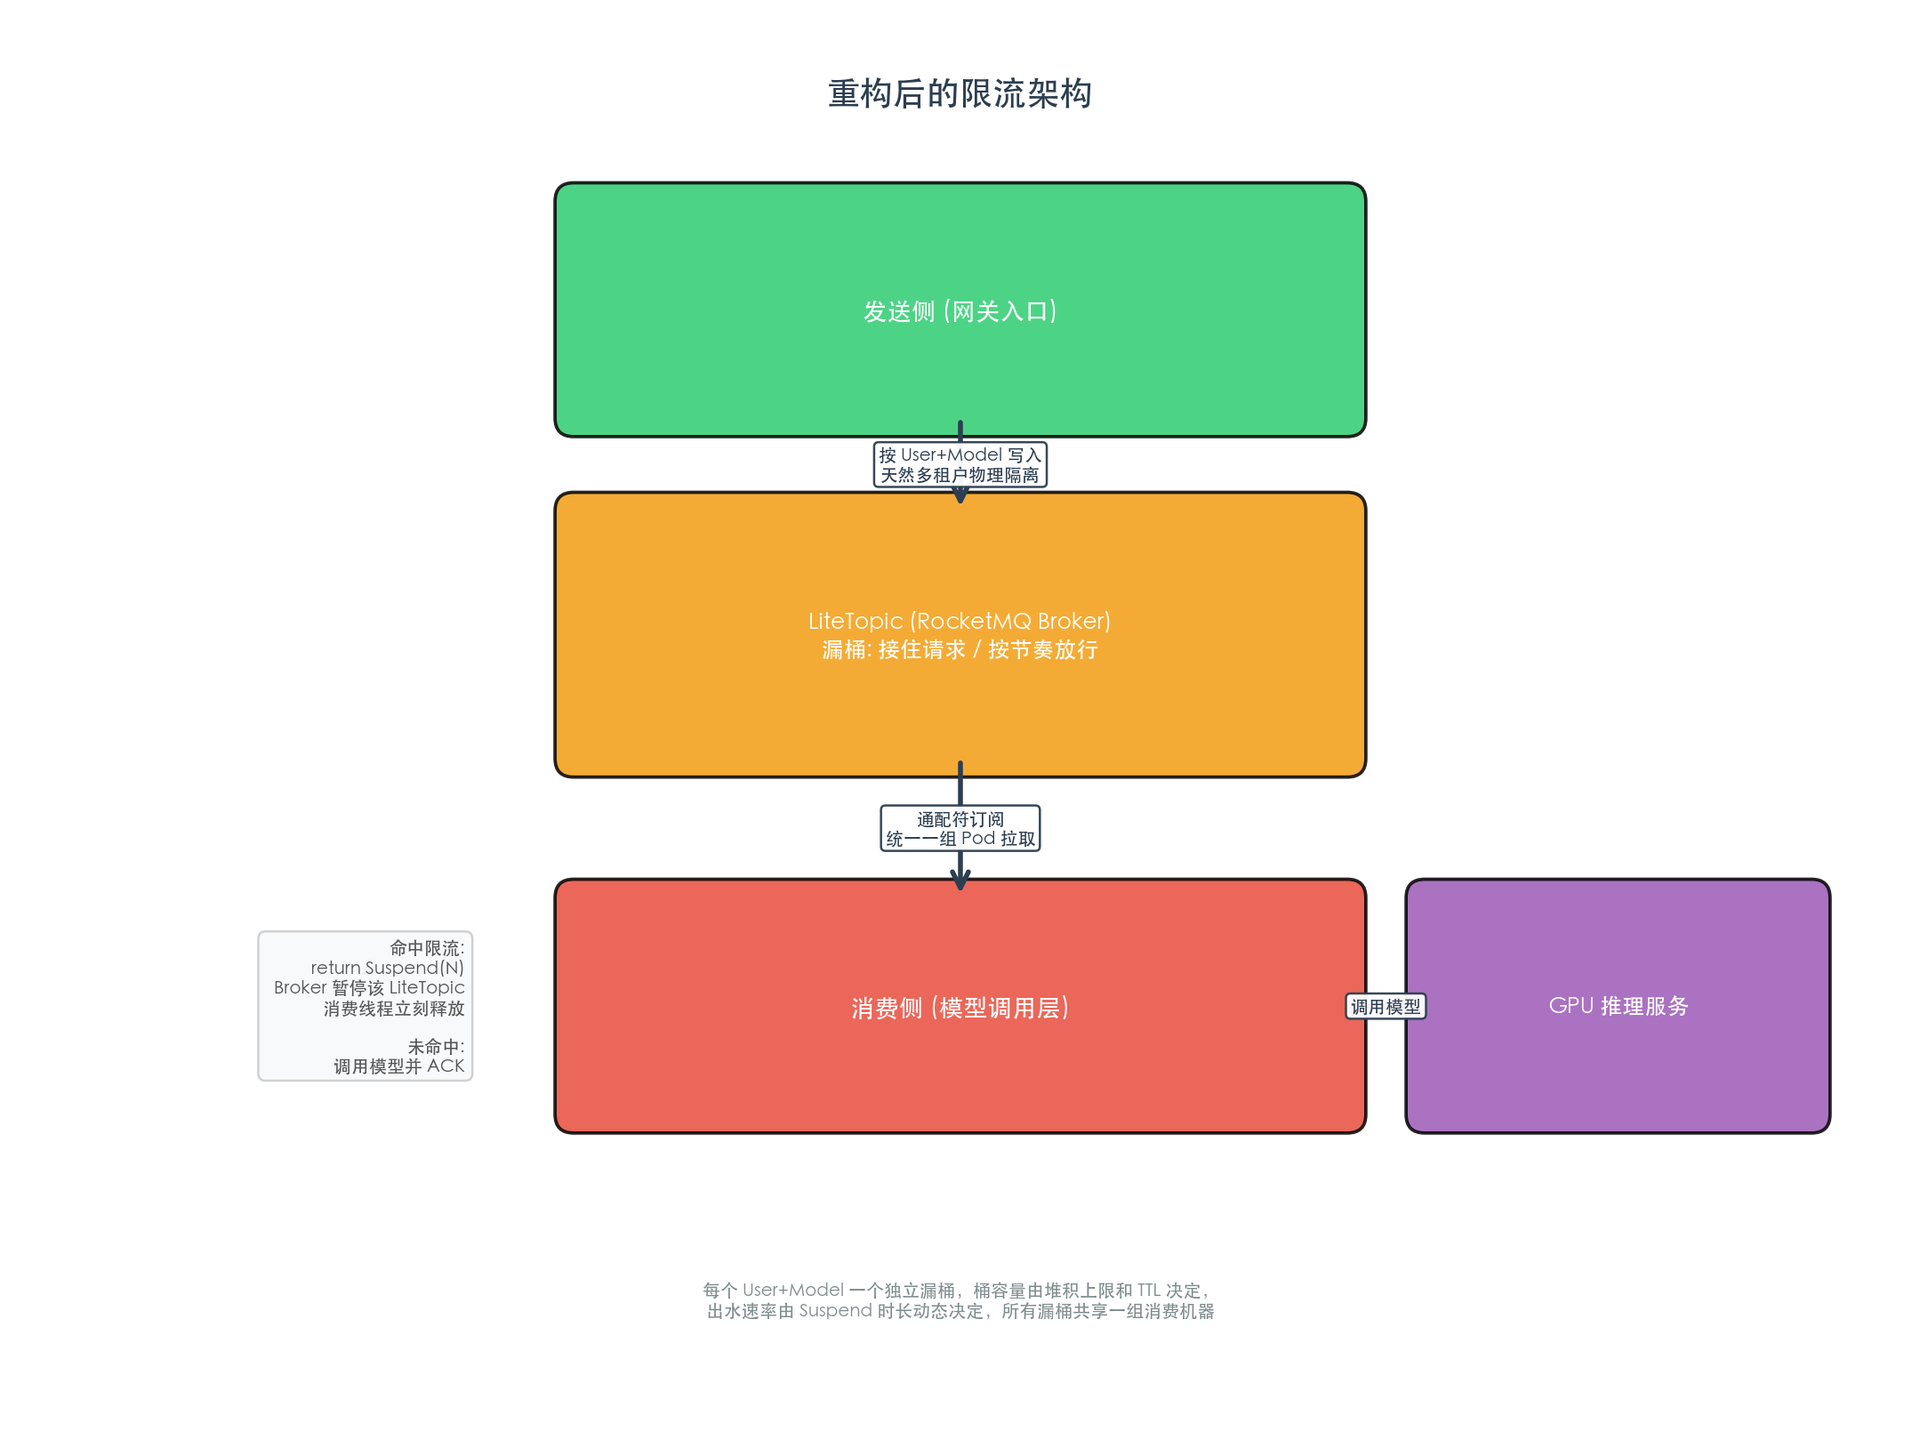 重构后的限流架构
发送侧 (网关入口)
按 User+Model 写入
天然多租户物理隔离
LiteTopic (RocketMQ Broker)
漏桶: 接住请求 / 按节奏放行
通配符订阅
统一一组 Pod 拉取
命中限流:
return Suspend(N)
Broker 暂停该 LiteTopic
消费线程立刻释放
未命中:
调用模型并 ACK
消费侧 (模型调用层)
调用模型
GPU 推理服务
每个 User+Model 一个独立漏桶，桶容量由堆积上限和 TTL 决定，
出水速率由 Suspend 时长动态决定，所有漏桶共享一组消费机器